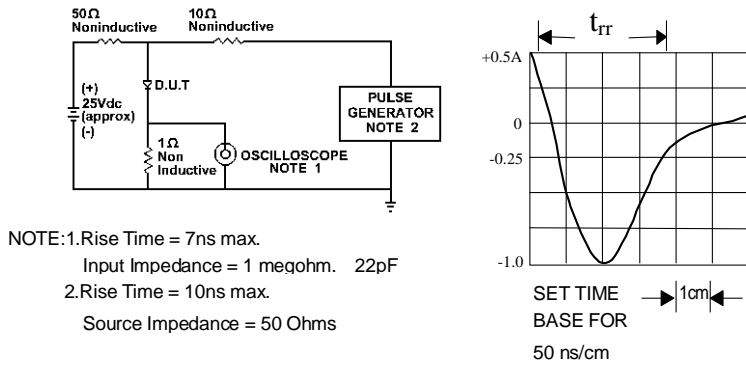 50Ω
Noninductive
10Ω
Noninductive
D.U.T
(+)
25Vdc
(approx)
(-)
1Ω
Non
Inductive
OSCILLOSCOPE
NOTE 1
PULSE
GENERATOR
NOTE 2
NOTE:1.Rise Time = 7ns max.
Input Impedance = 1 megohm. 22pF
2.Rise Time = 10ns max.
Source Impedance = 50 Ohms
trr
+0.5A
0
-0.25
-1.0
SET TIME
BASE FOR
50 ns/cm
1cm